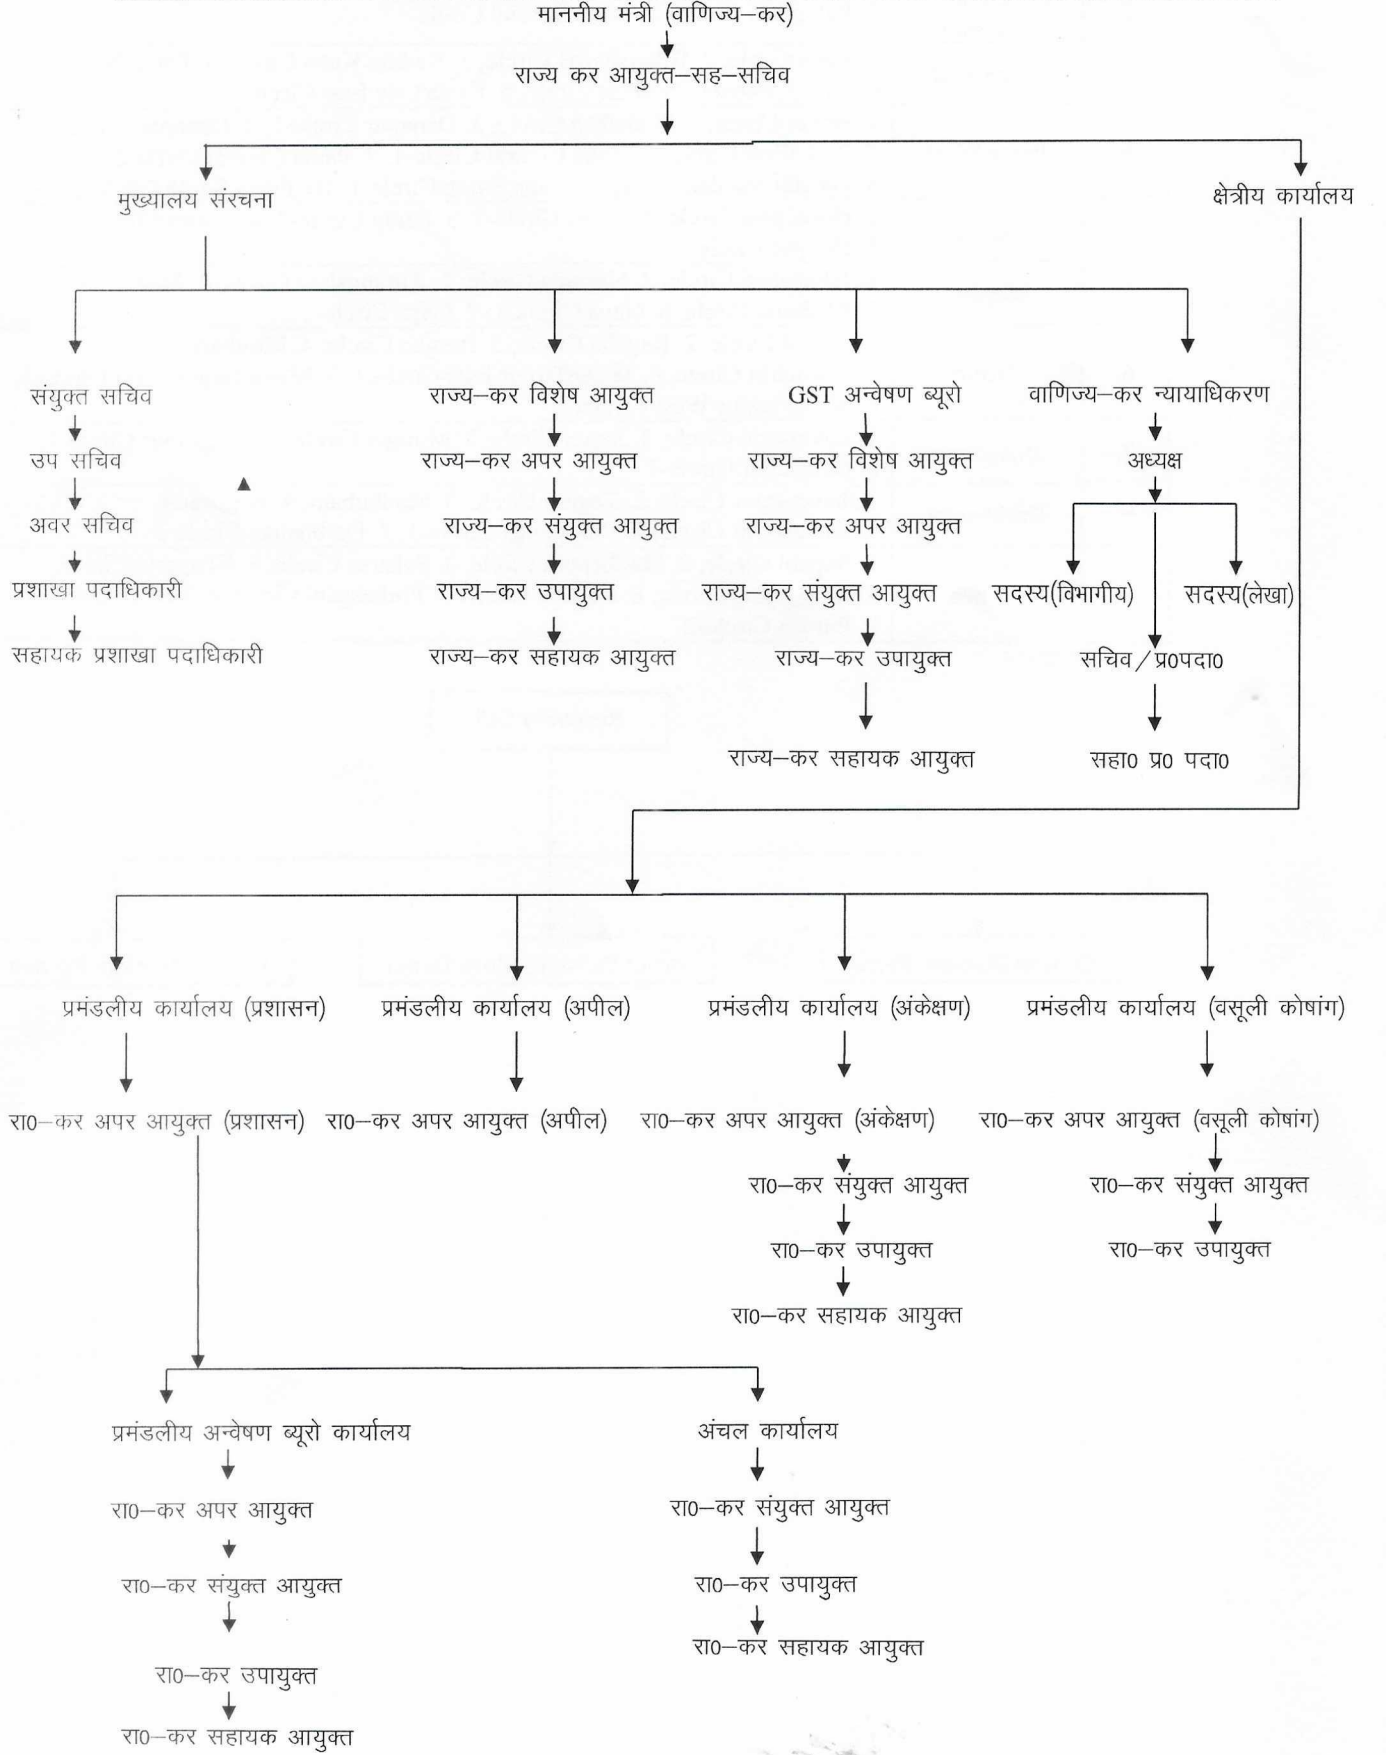 माननीय मंत्री (वाणिज्य–कर)
राज्य कर आयुक्त–सह–सचिव
मुख्यालय संरचना
क्षेत्रीय कार्यालय
संयुक्त सचिव
राज्य–कर विशेष आयुक्त
GST अन्वेषण ब्यूरो
वाणिज्य–कर न्यायाधिकरण
उप सचिव
राज्य–कर अपर आयुक्त
राज्य–कर विशेष आयुक्त
अध्यक्ष
अवर सचिव
राज्य–कर संयुक्त आयुक्त
राज्य–कर अपर आयुक्त
प्रशाखा पदाधिकारी
राज्य–कर उपायुक्त
राज्य–कर संयुक्त आयुक्त
सदस्य(विभागीय)
सदस्य(लेखा)
सहायक प्रशाखा पदाधिकारी
राज्य–कर सहायक आयुक्त
राज्य–कर उपायुक्त
सचिव/प्र0पदा0
राज्य–कर सहायक आयुक्त
सहा0 प्र0 पदा0
प्रमंडलीय कार्यालय (प्रशासन)
प्रमंडलीय कार्यालय (अपील)
प्रमंडलीय कार्यालय (अंकेक्षण)
प्रमंडलीय कार्यालय (वसूली कोषांग)
रा0–कर अपर आयुक्त (प्रशासन)
रा0–कर अपर आयुक्त (अपील)
रा0–कर अपर आयुक्त (अंकेक्षण)
रा0–कर अपर आयुक्त (वसूली कोषांग)
रा0–कर संयुक्त आयुक्त
रा0–कर संयुक्त आयुक्त
रा0–कर उपायुक्त
रा0–कर उपायुक्त
रा0–कर सहायक आयुक्त
प्रमंडलीय अन्वेषण ब्यूरो कार्यालय
अंचल कार्यालय
रा0–कर अपर आयुक्त
रा0–कर संयुक्त आयुक्त
रा0–कर संयुक्त आयुक्त
रा0–कर उपायुक्त
रा0–कर सहायक आयुक्त
रा0–कर उपायुक्त
रा0–कर सहायक आयुक्त